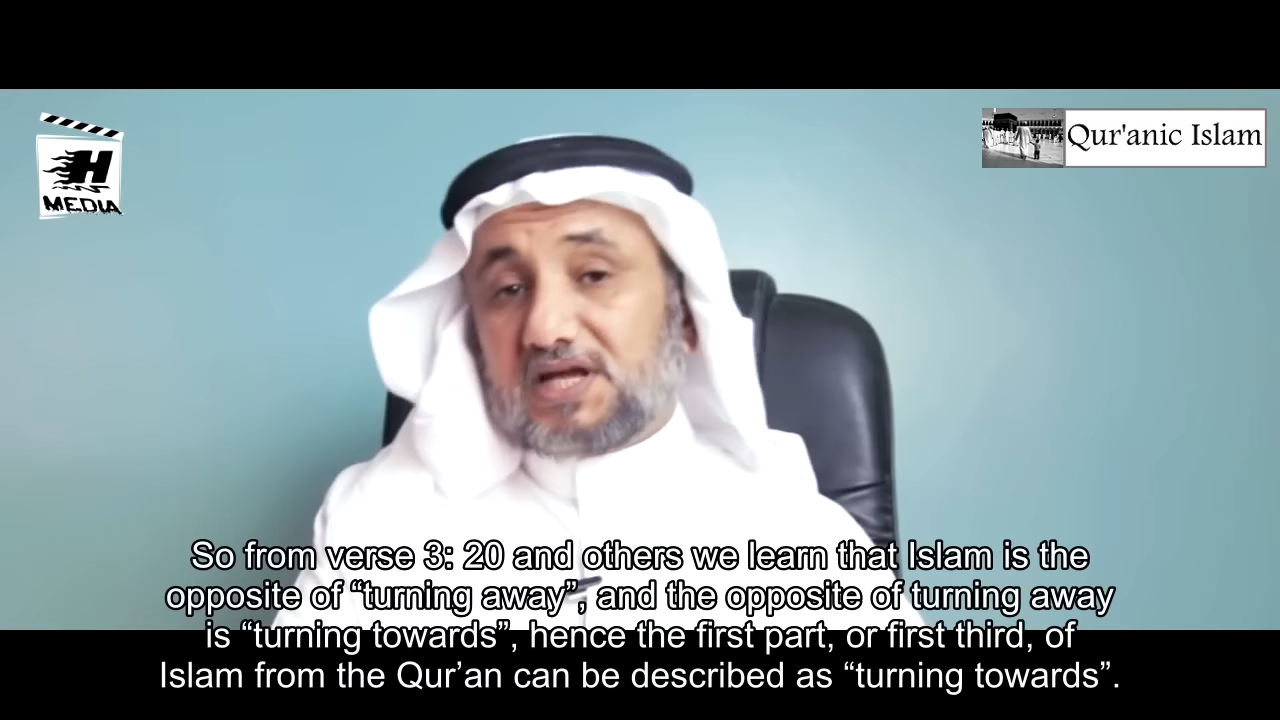 H
MEDIA
Qur'anic Islam
So from verse 3: 20 and others we learn that Islam is the
opposite of “turning away”, and the opposite of turning away
is “turning towards”, hence the first part, or first third, of
Islam from the Qur’an can be described as “turning towards”.